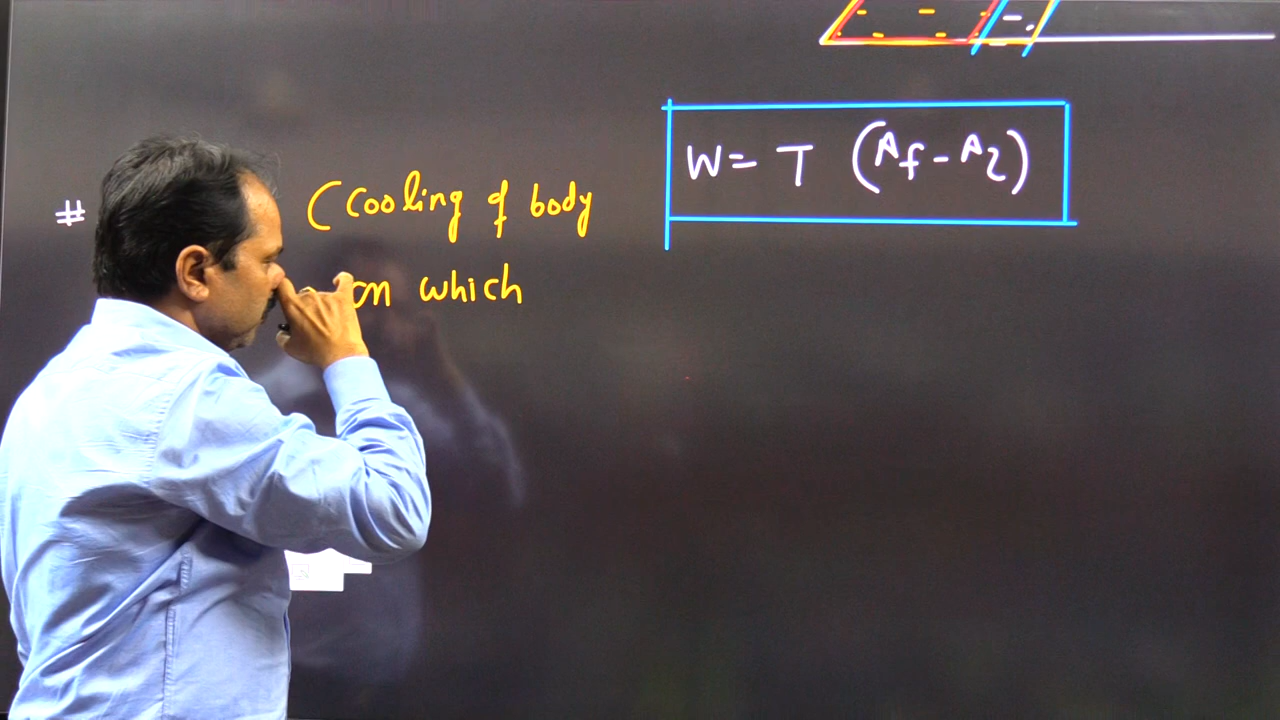 W = T (Af - A2)
# ( Cooling of body
on which